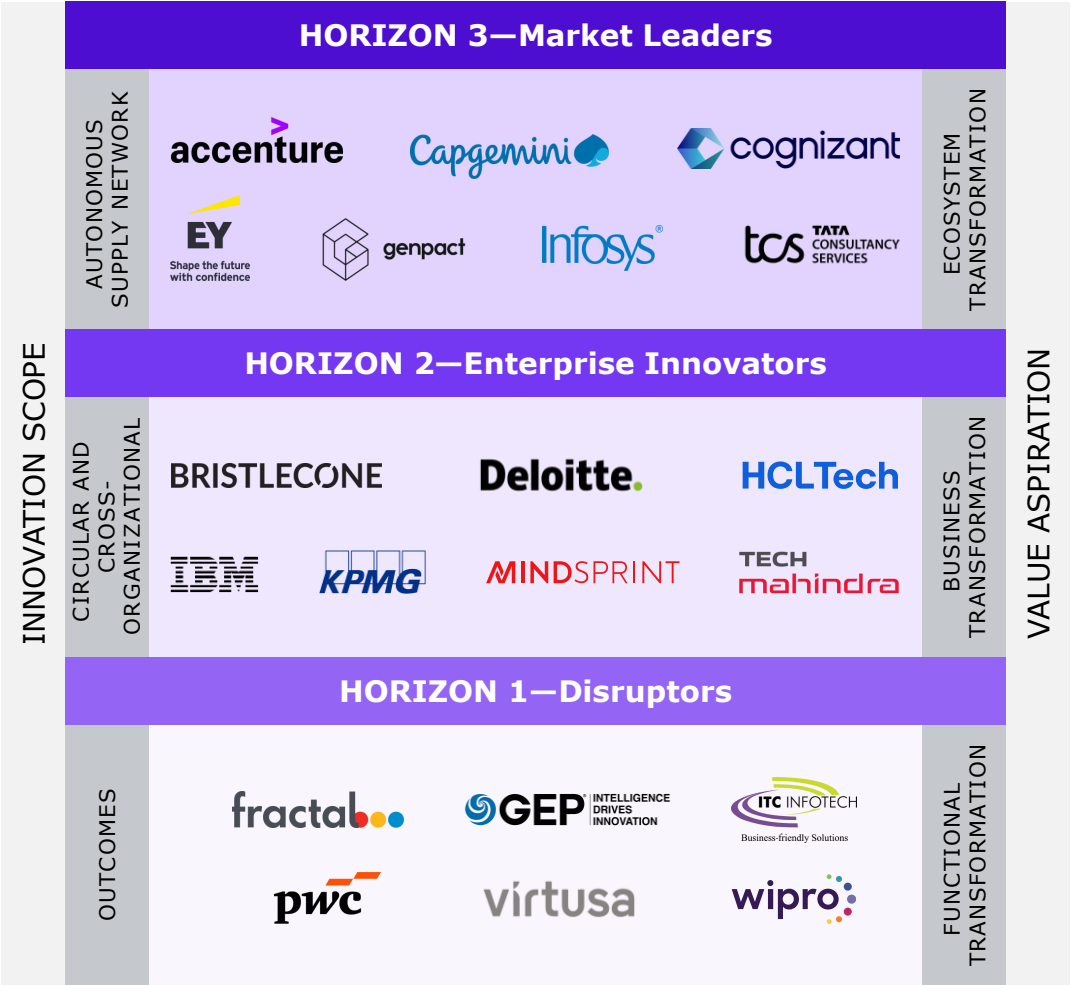 HORIZON 3—Market Leaders
AUTONOMOUS
SUPPLY NETWORK
accenture
Capgemini
cognizant
EY
Shape the future
with confidence
genpact
Infosys®
tcs
TATA
CONSULTANCY
SERVICES
ECOSYSTEM
TRANSFORMATION
INNOVATION SCOPE
VALUE ASPIRATION
HORIZON 2—Enterprise Innovators
CIRCULAR AND
CROSS-
ORGANIZATIONAL
BRISTLECONE
Deloitte.
HCLTech
IBM
KPMG
MINDSPRINT
TECH
mahindra
BUSINESS
TRANSFORMATION
HORIZON 1—Disruptors
OUTCOMES
fractal
GEP®
INTELLIGENCE
DRIVES
INNOVATION
ITC INFOTECH
Business-friendly Solutions
pwc
virtusa
wipro
FUNCTIONAL
TRANSFORMATION